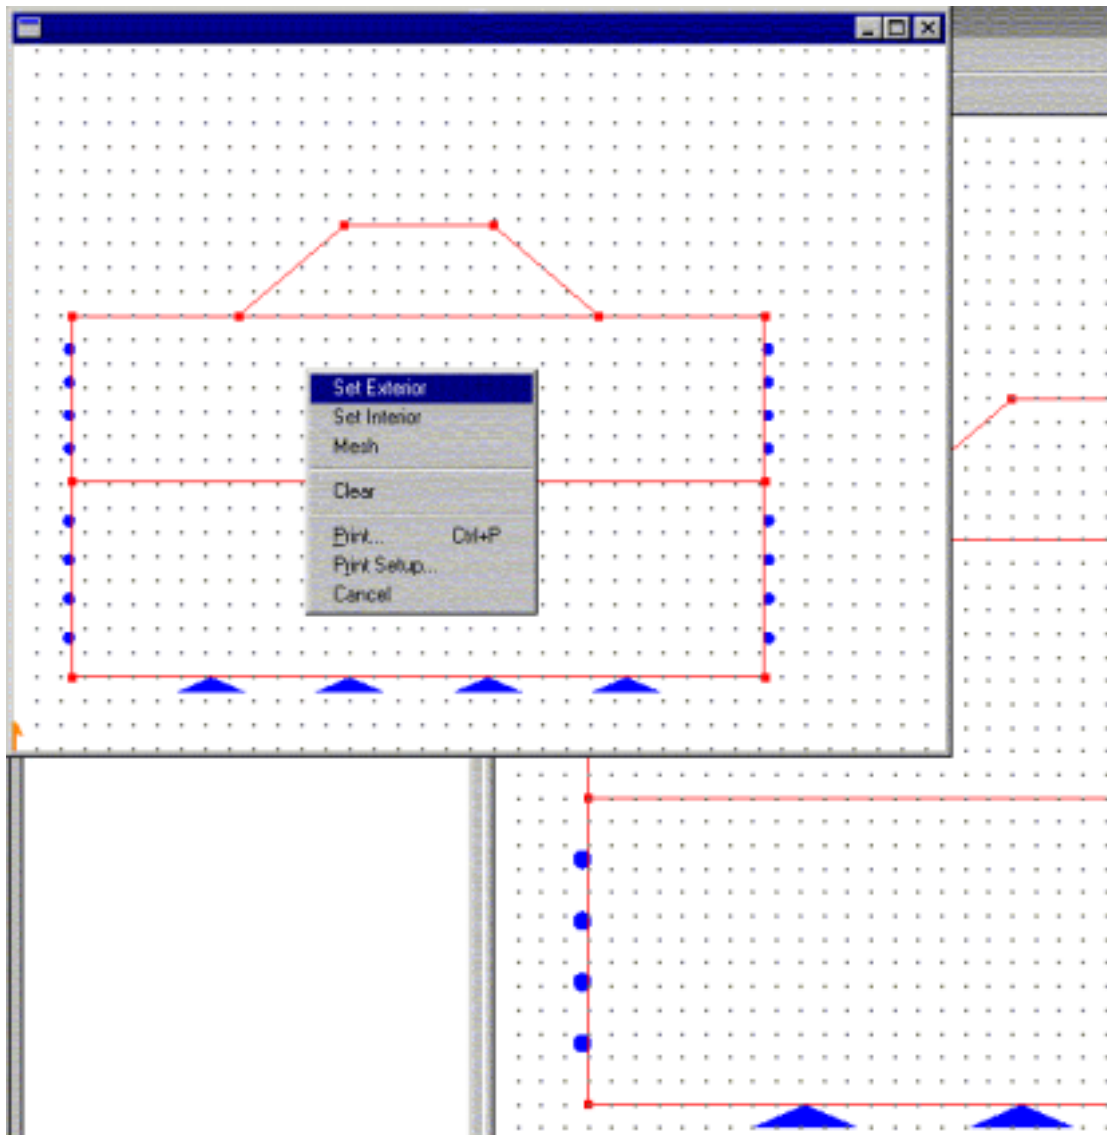 Set Exterior
Set Interior
Mesh
Clear
Print... Ctrl+P
Print Setup...
Cancel